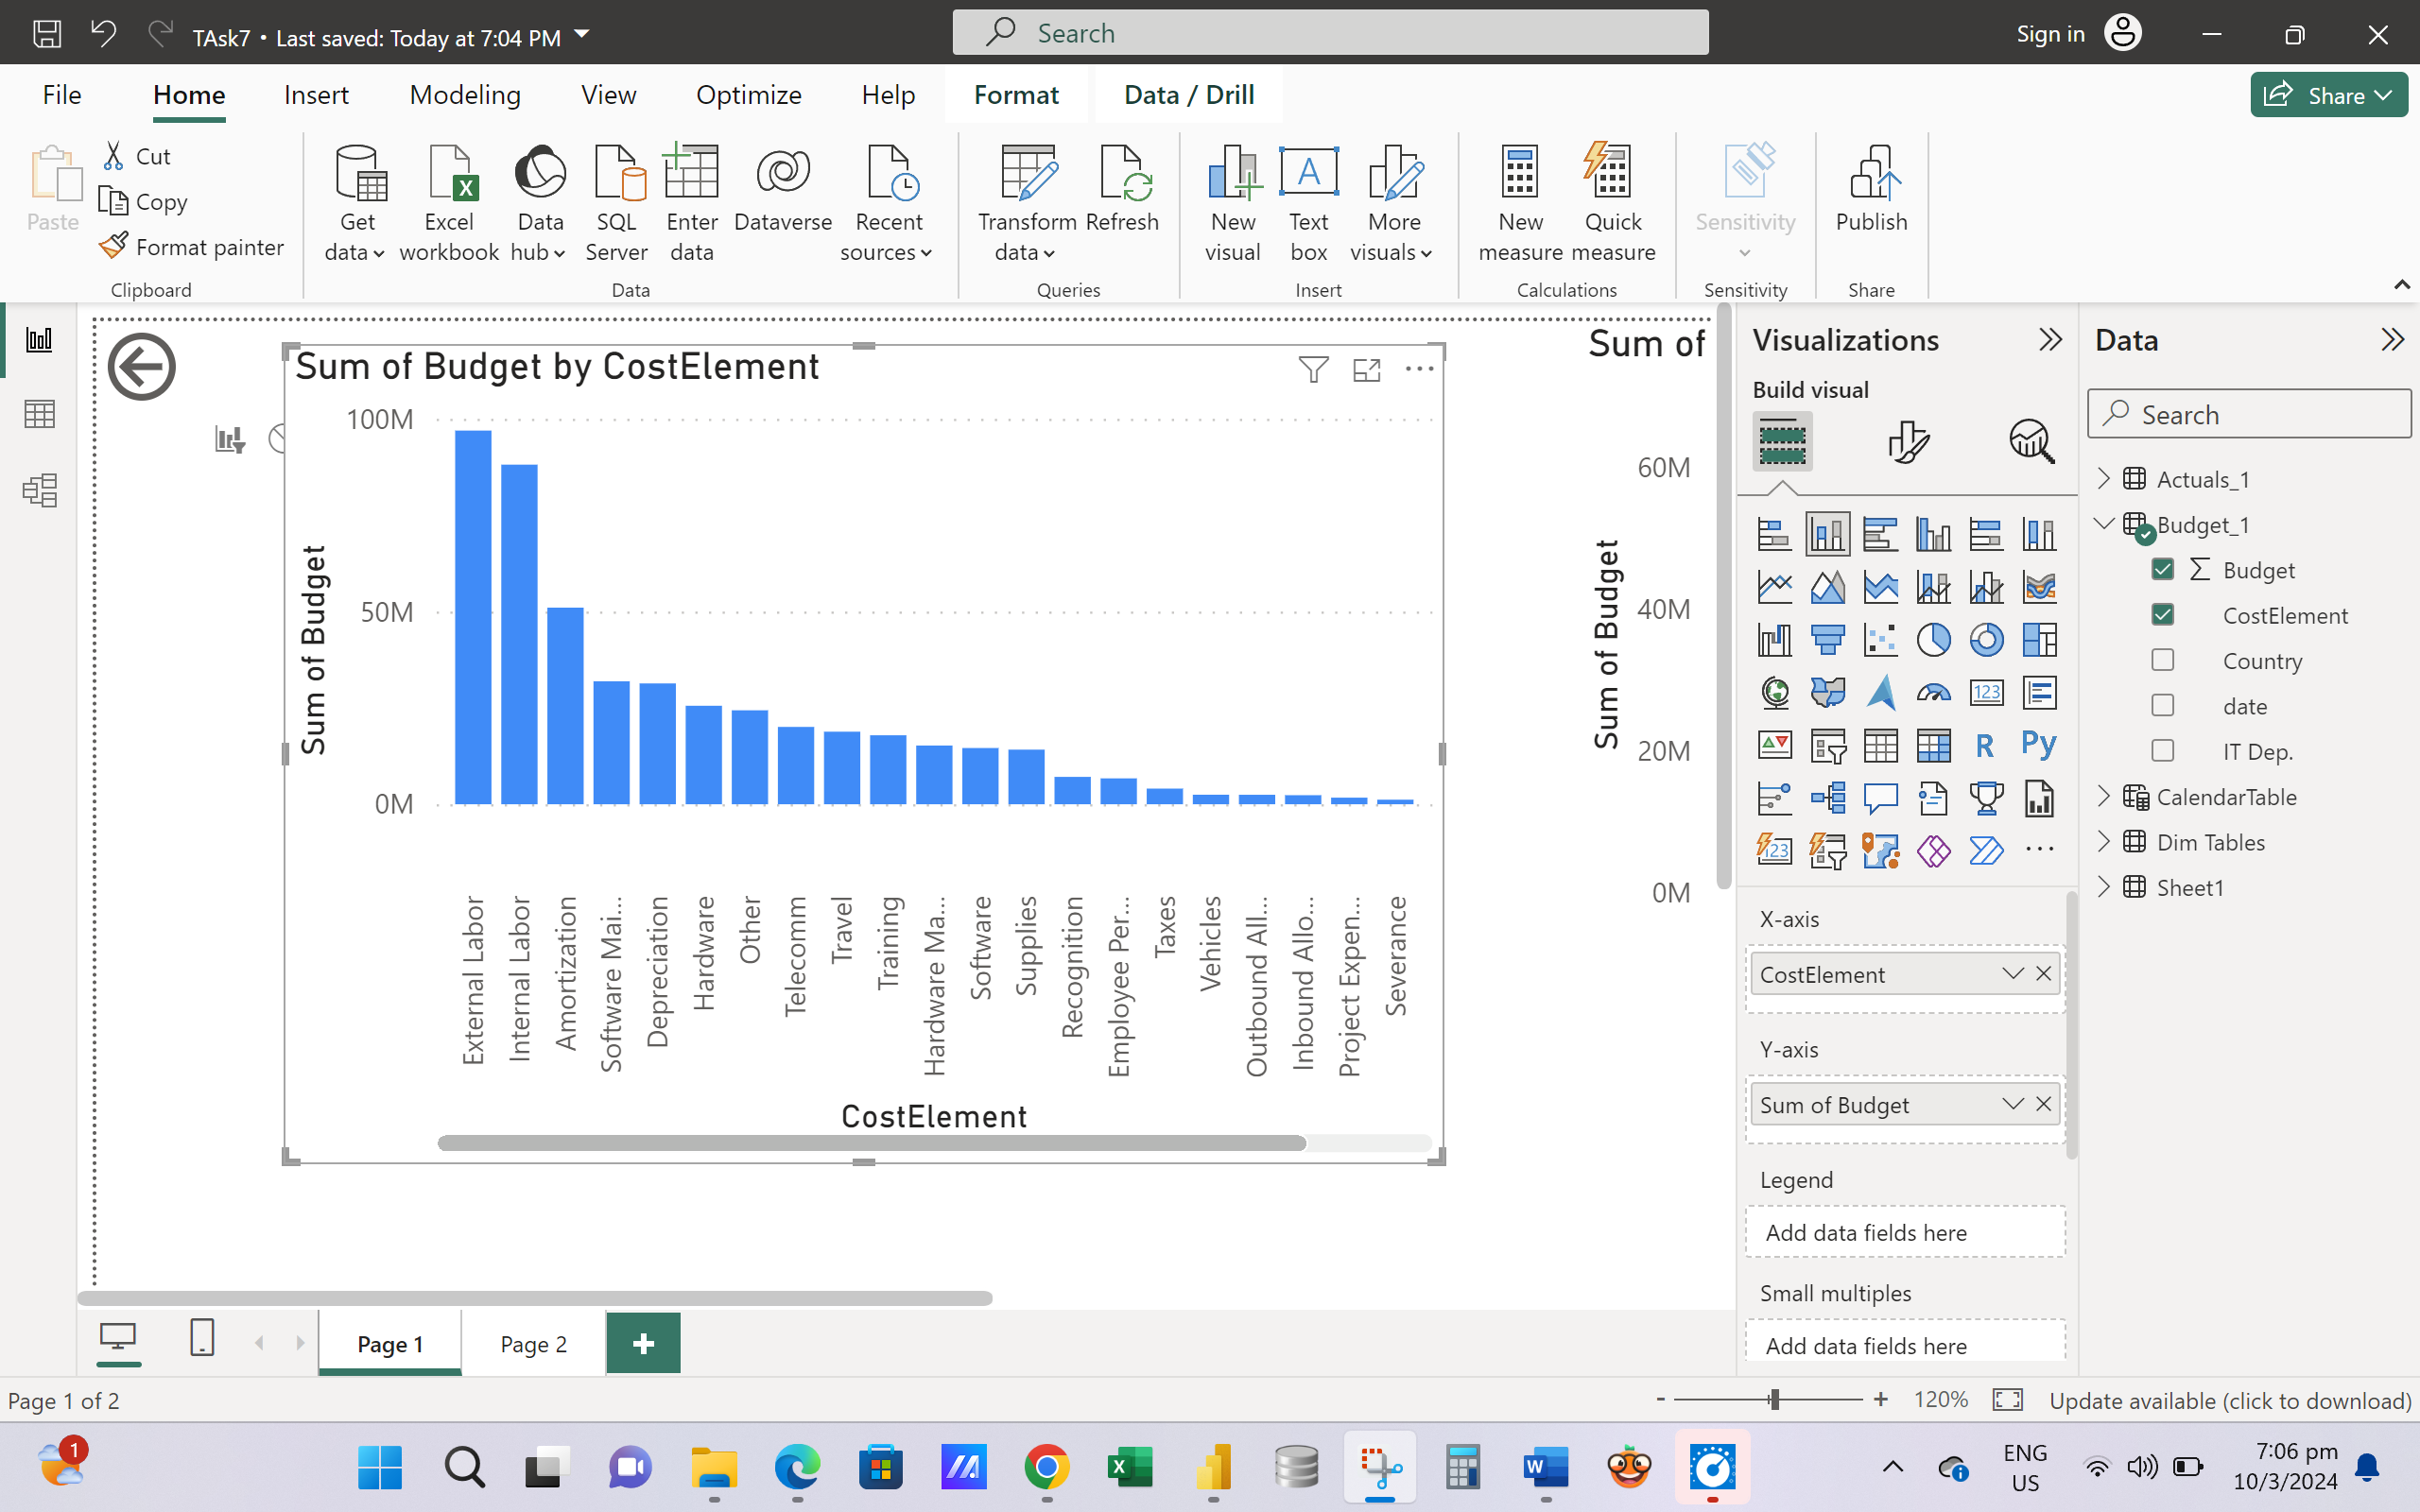 TAsk7 • Last saved: Today at 7:04 PM
Search
Sign in
File
Home
Insert
Modeling
View
Optimize
Help
Format
Data / Drill
Share
Paste
Cut
Copy
Format painter
Clipboard
Get data
Excel workbook
Data hub
SQL Server
Enter data
Dataverse
Recent sources
Data
Transform data
Refresh
Queries
New visual
Text box
More visuals
Insert
New measure
Quick measure
Calculations
Sensitivity
Sensitivity
Publish
Share
Sum of Budget by CostElement
Sum of Budget
100M
50M
0M
External Labor
Internal Labor
Amortization
Software Mai...
Depreciation
Hardware
Other
Telecomm
Travel
Training
Hardware Ma...
Software
Supplies
Recognition
Employee Per...
Taxes
Vehicles
Outbound All...
Inbound Allo...
Project Expen...
Severance
CostElement
Sum of
Sum of Budget
60M
40M
20M
0M
Visualizations
Build visual
123
R
Py
123
X-axis
CostElement
Y-axis
Sum of Budget
Legend
Add data fields here
Small multiples
Add data fields here
Data
Search
Actuals_1
Budget_1
Budget
CostElement
Country
date
IT Dep.
CalendarTable
Dim Tables
Sheet1
Page 1
Page 2
Page 1 of 2
- + 120%
Update available (click to download)
1
ENG
US
7:06 pm
10/3/2024